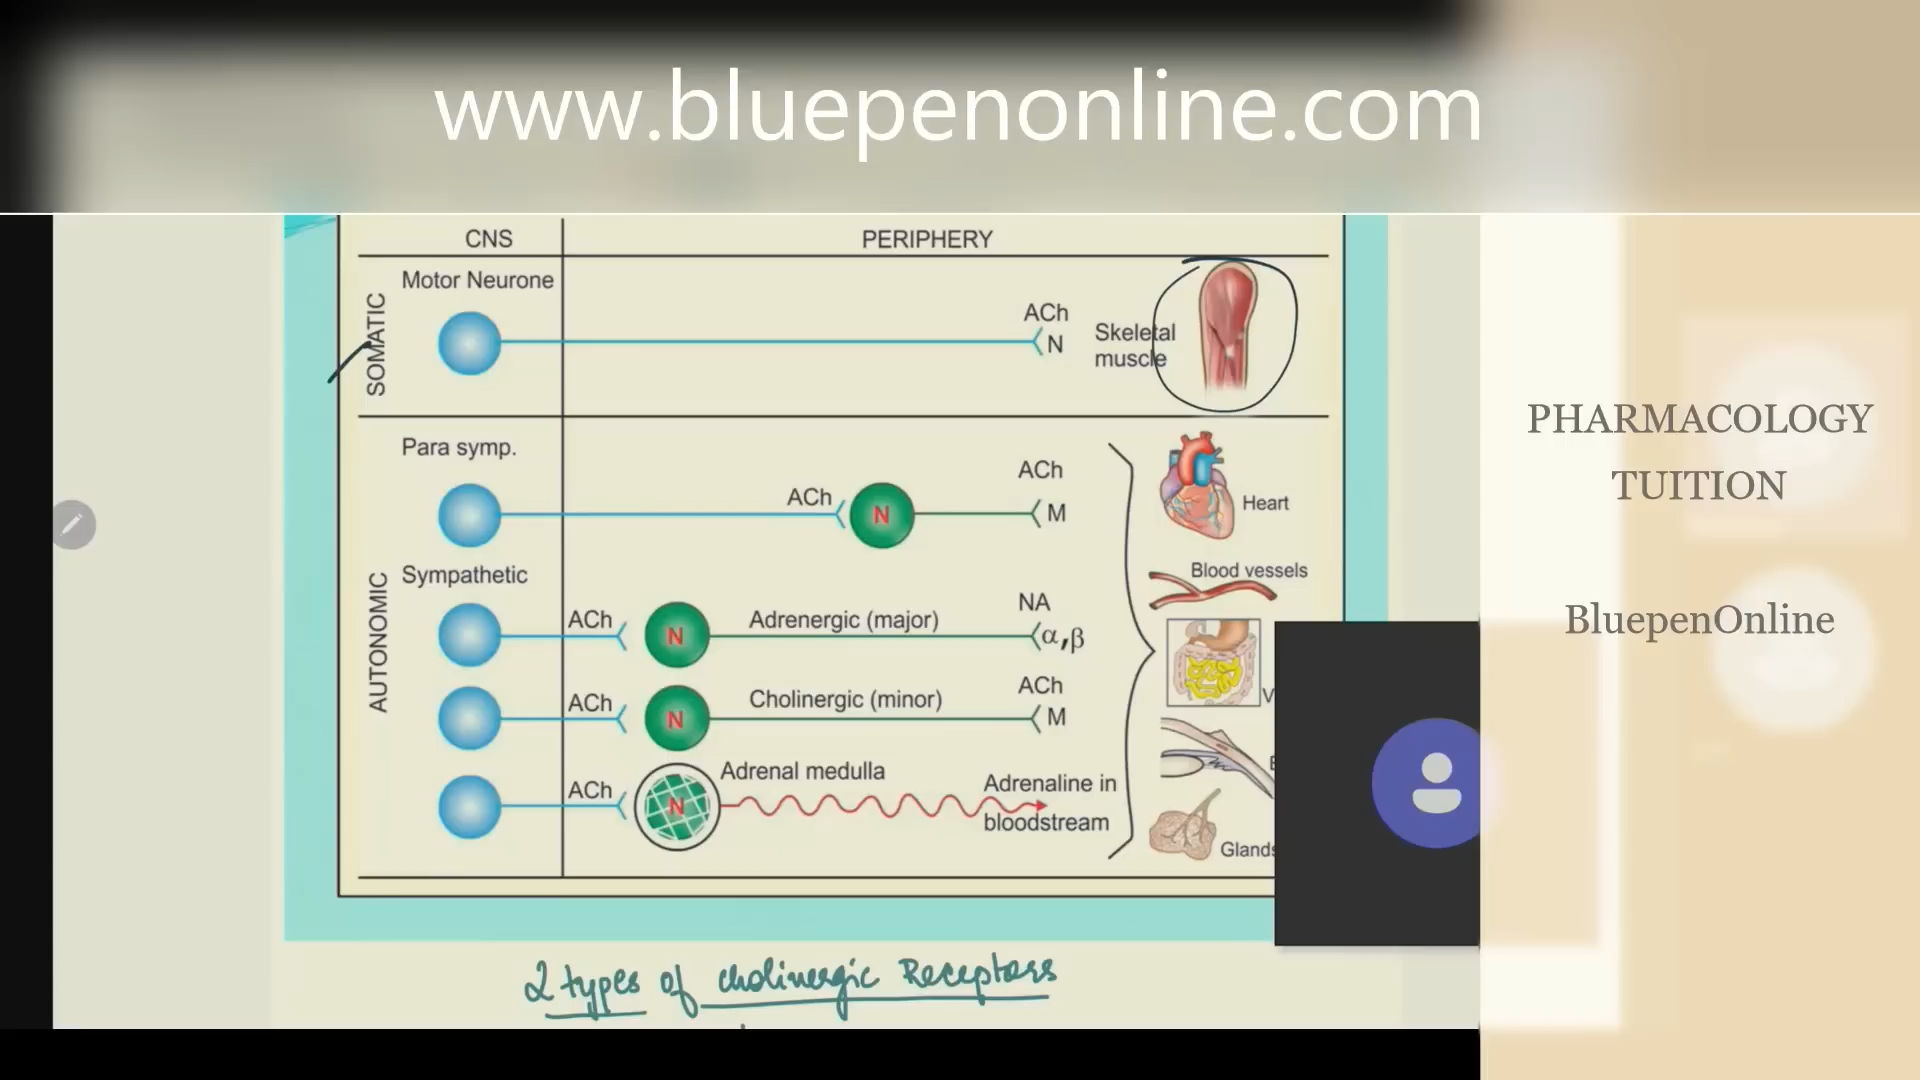 www.bluepenonline.com
CNS
PERIPHERY
SOMATIC
Motor Neurone
ACh
N
Skeletal
muscle
AUTONOMIC
Para symp.
ACh
N
ACh
M
Heart
Sympathetic
Blood vessels
ACh
N
Adrenergic (major)
NA
α,β
ACh
N
Cholinergic (minor)
ACh
M
V
ACh
N
Adrenal medulla
Adrenaline in
bloodstream
E
Glands
2 types of cholinergic Receptors
PHARMACOLOGY
TUITION
BluepenOnline